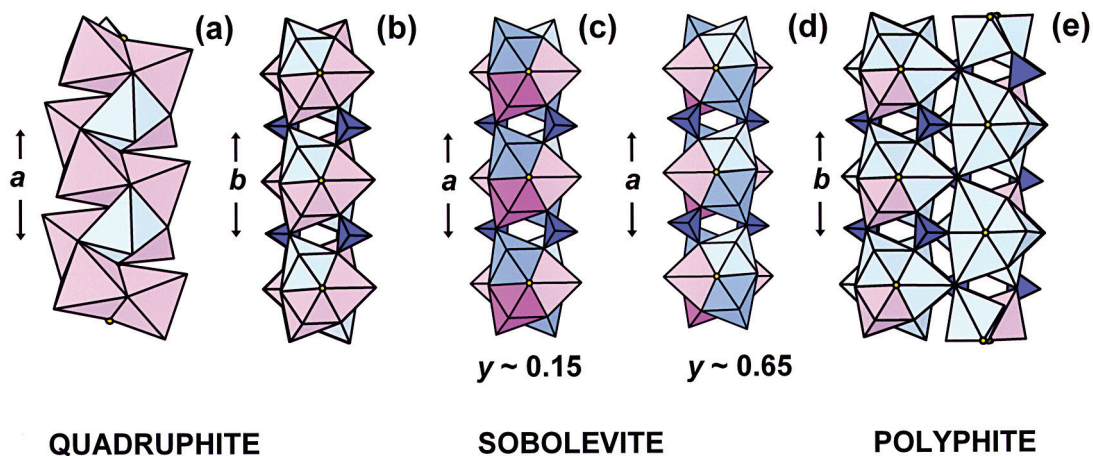 (a) (b) (c) (d) (e)
a b a a b
y ~ 0.15 y ~ 0.65
QUADRUPHITE SOBOLEVITE POLYPHITE